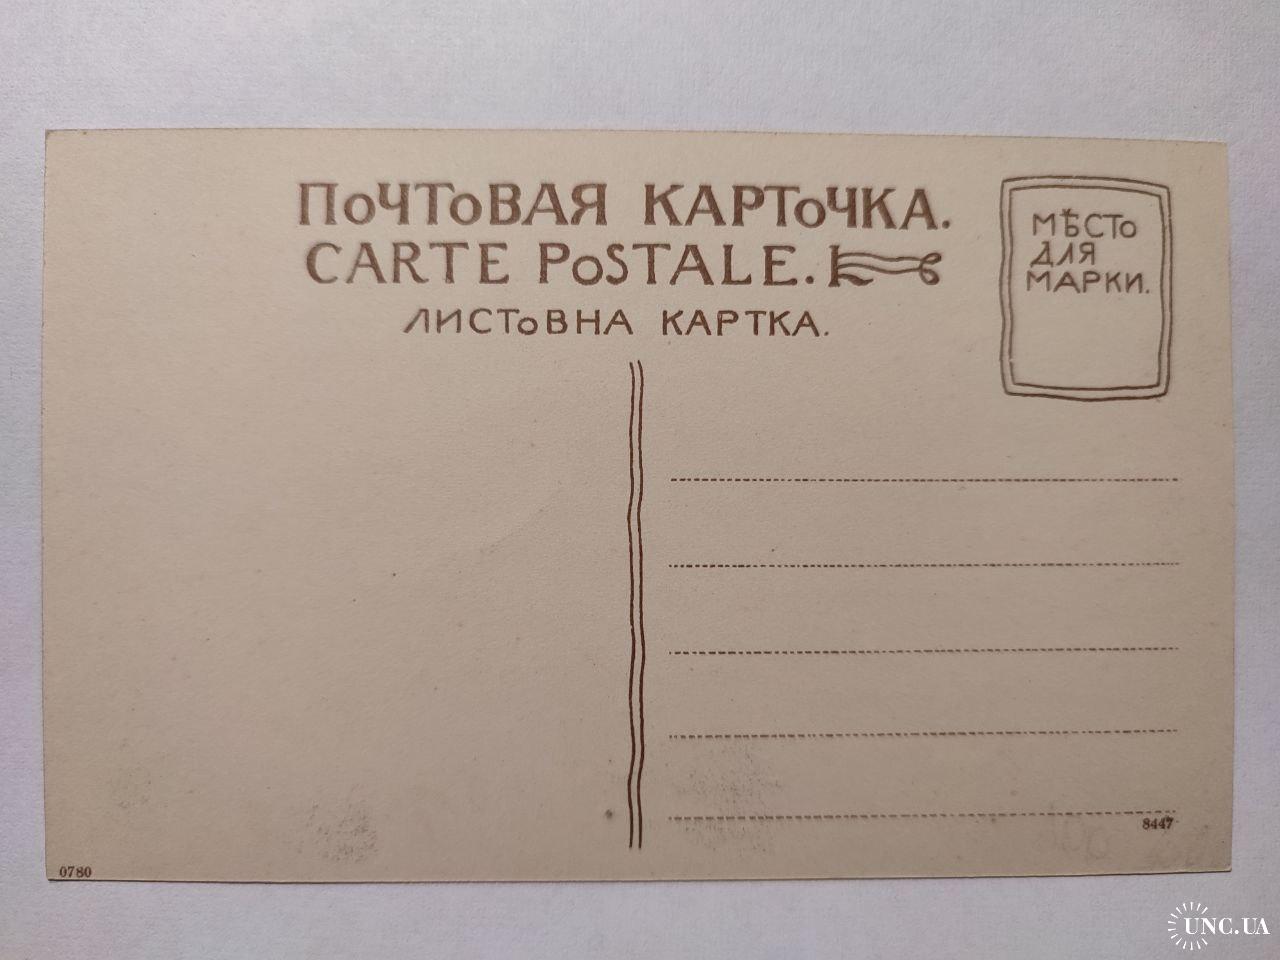 ПОЧТОВАЯ КАРТОЧКА.
CARTE POSTALE.
ЛИСТОВНА КАРТКА.
МѢСТО
ДЛЯ
МАРКИ.
8447
0780
UNC.UA